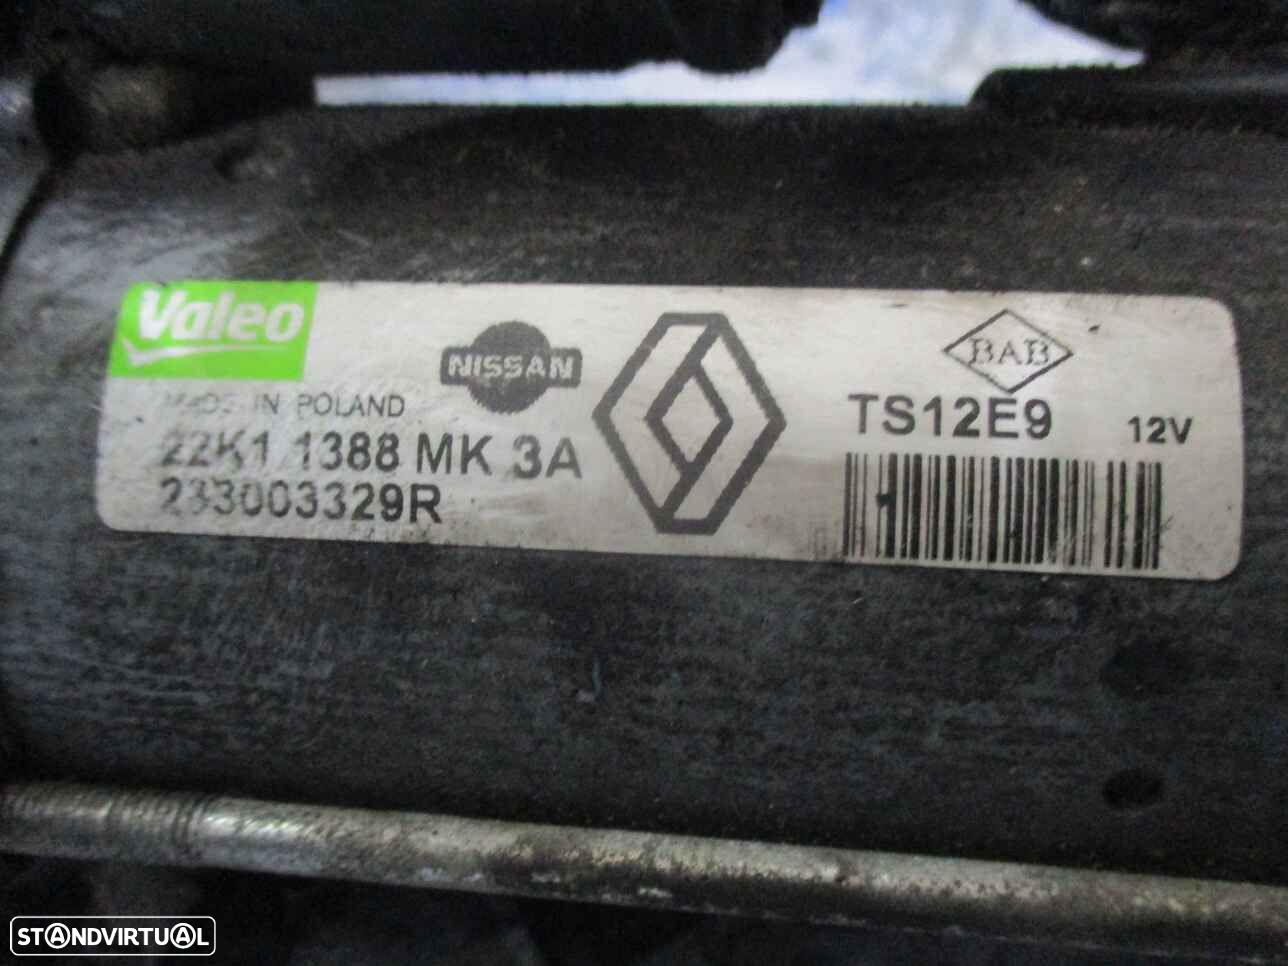 Valeo
NISSAN
BAB
MADE IN POLAND
TS12E9 12V
22K1 1388 MK 3A
233003329R
STANDVIRTUAL